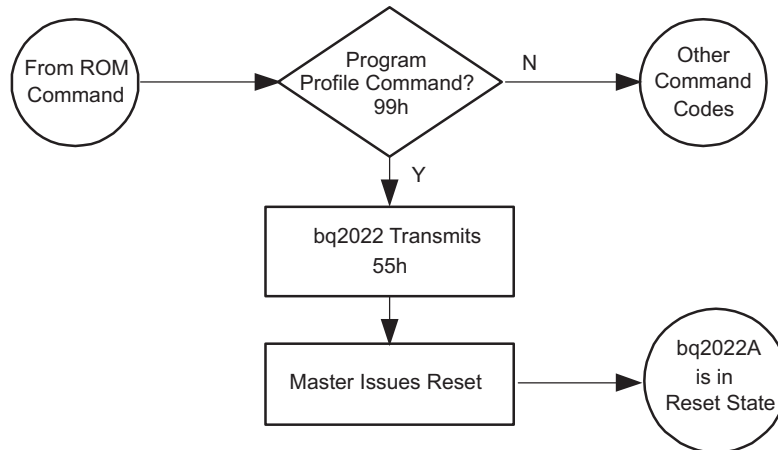 From ROM
Command
Program
Profile Command?
99h
N
Other
Command
Codes
Y
bq2022 Transmits
55h
Master Issues Reset
bq2022A
is in
Reset State